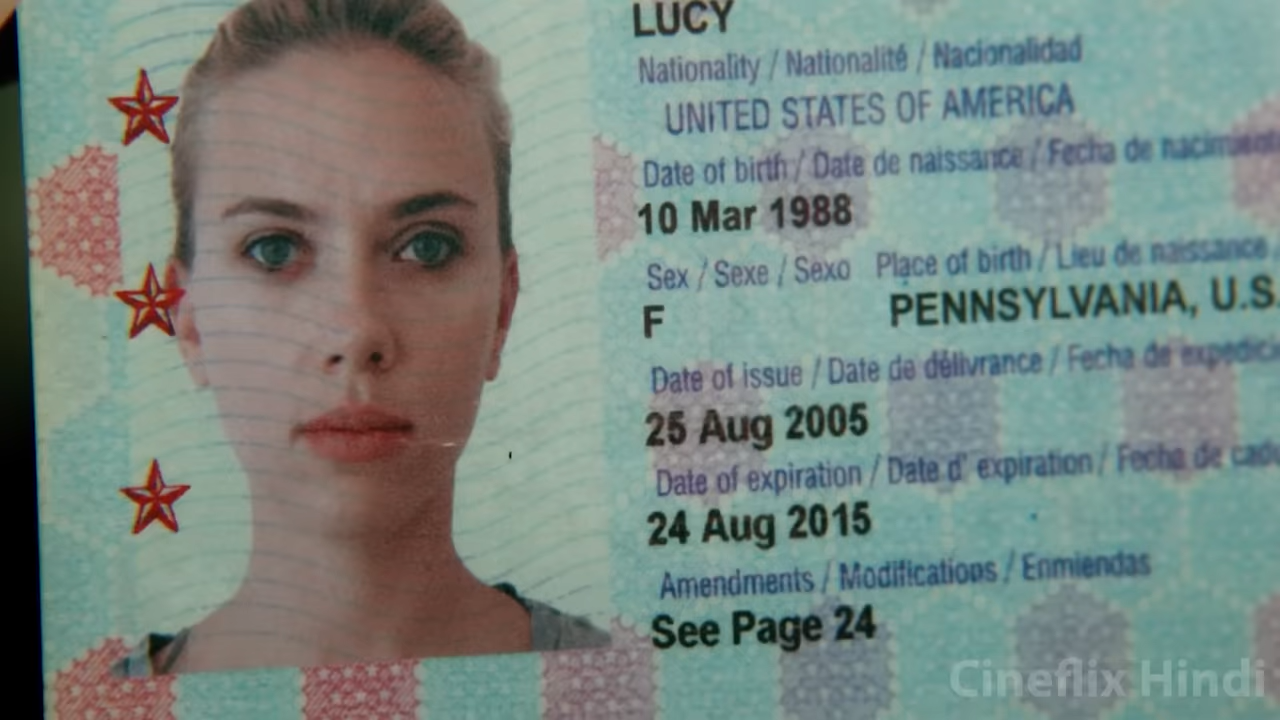 LUCY
Nationality / Nationalité / Nacionalidad
UNITED STATES OF AMERICA
Date of birth / Date de naissance / Fecha de nacimiento
10 Mar 1988
Sex / Sexe / Sexo Place of birth / Lieu de naissance /
F PENNSYLVANIA, U.S
Date of issue / Date de délivrance / Fecha de expedici
25 Aug 2005
Date of expiration / Date d' expiration / Fecha de cadu
24 Aug 2015
Amendments / Modifications / Enmiendas
See Page 24
Cineflix Hindi